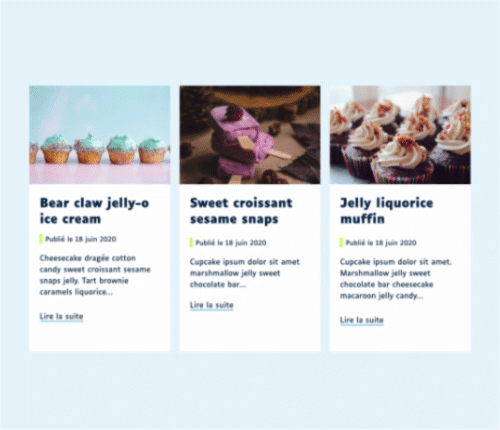 Bear claw jelly-o
ice cream
Publié le 18 juin 2020
Cheesecake dragée cotton
candy sweet croissant sesame
snaps jelly. Tart brownie
caramels liquorice...
Lire la suite
Sweet croissant
sesame snaps
Publié le 18 juin 2020
Cupcake ipsum dolor sit amet
marshmallow jelly sweet
chocolate bar...
Lire la suite
Jelly liquorice
muffin
Publié le 18 juin 2020
Cupcake ipsum dolor sit amet.
Marshmallow jelly sweet
chocolate bar cheesecake
macaroon jelly candy...
Lire la suite